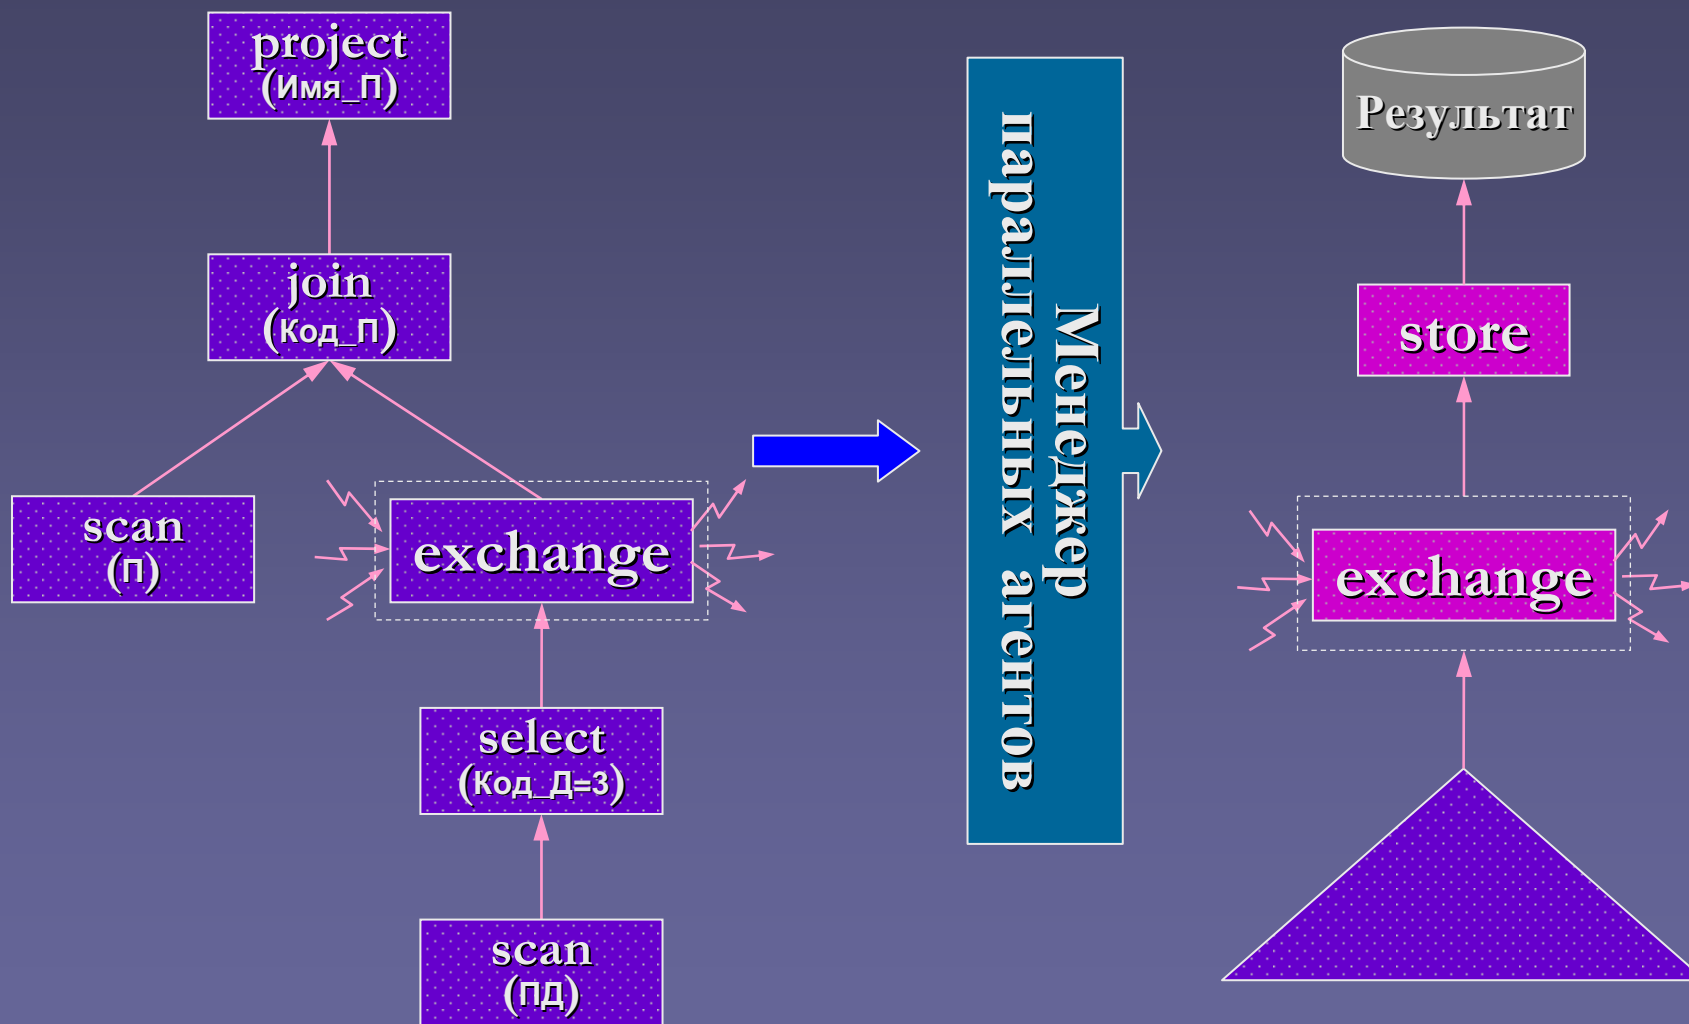 project
(Имя_П)
join
(Код_П)
scan
(П)
exchange
select
(Код_Д=3)
scan
(ПД)
Менеджер
параллельных агентов
Результат
store
exchange